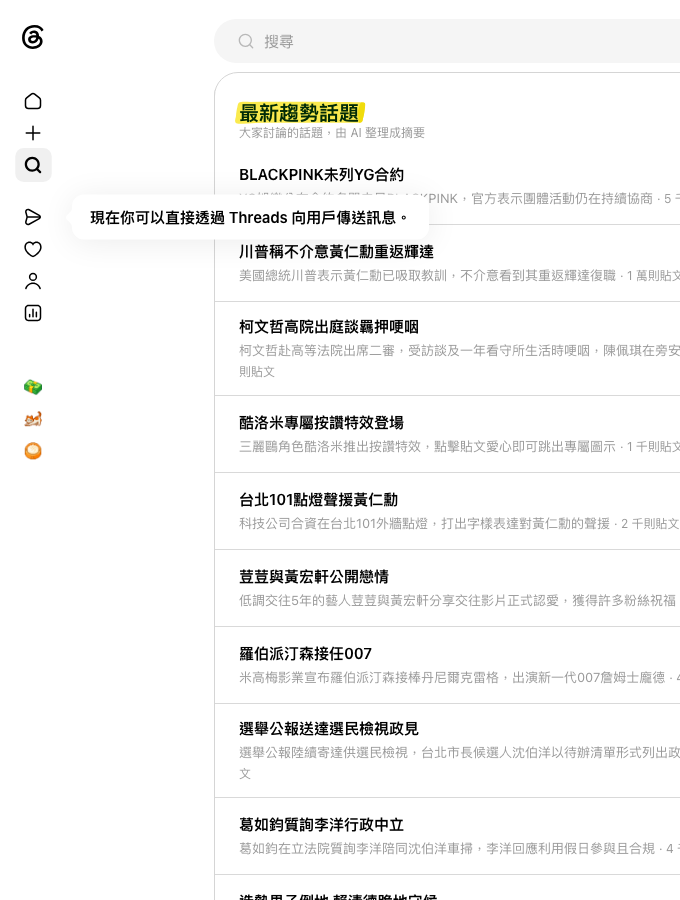 搜尋
最新趨勢話題
大家討論的話題，由 AI 整理成摘要
BLACKPINK未列YG合約
PINK，官方表示團體活動仍在持續協商 · 5
現在你可以直接透過 Threads 向用戶傳送訊息。
川普稱不介意黃仁勳重返輝達
美國總統川普表示黃仁勳已吸取教訓，不介意看到其重返輝達復職 · 1 萬則貼文
柯文哲高院出庭談羈押哽咽
柯文哲赴高等法院出席二審，受訪談及一年看守所生活時哽咽，陳佩琪在旁安
則貼文
酷洛米專屬按讚特效登場
三麗鷗角色酷洛米推出按讚特效，點擊貼文愛心即可跳出專屬圖示 · 1 千則貼文
台北101點燈聲援黃仁勳
科技公司合資在台北101外牆點燈，打出字樣表達對黃仁勳的聲援 · 2 千則貼文
荳荳與黃宏軒公開戀情
低調交往5年的藝人荳荳與黃宏軒分享交往影片正式認愛，獲得許多粉絲祝福
羅伯派汀森接任007
米高梅影業宣布羅伯派汀森接棒丹尼爾克雷格，出演新一代007詹姆士龐德 · 4
選舉公報送達選民檢視政見
選舉公報陸續寄達供選民檢視，台北市長候選人沈伯洋以待辦清單形式列出政
文
葛如鈞質詢李洋行政中立
葛如鈞在立法院質詢李洋陪同沈伯洋車掃，李洋回應利用假日參與且合規 · 4